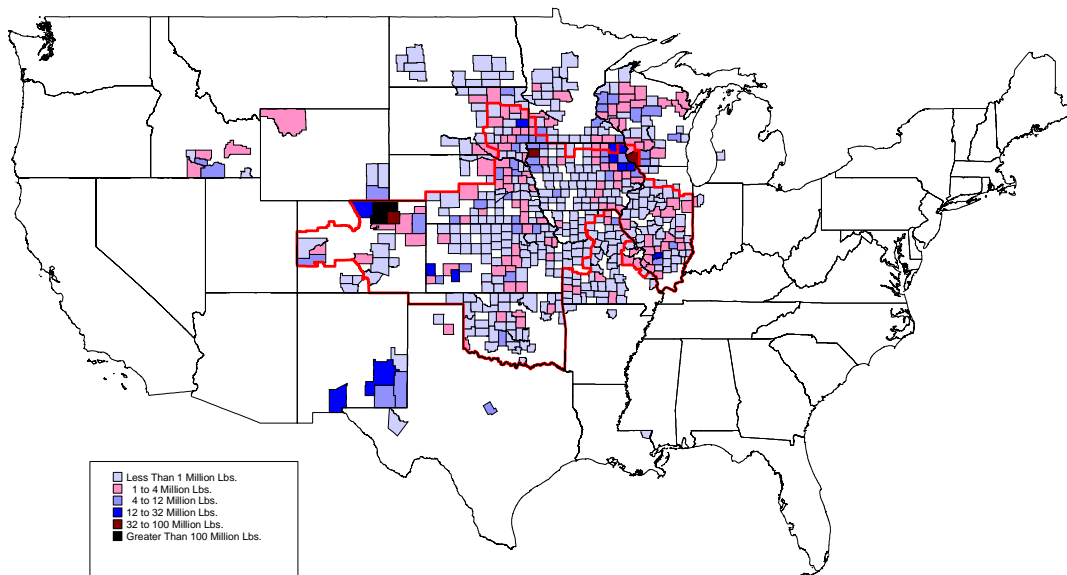 Less Than 1 Million Lbs.
1 to 4 Million Lbs.
4 to 12 Million Lbs.
12 to 32 Million Lbs.
32 to 100 Million Lbs.
Greater Than 100 Million Lbs.